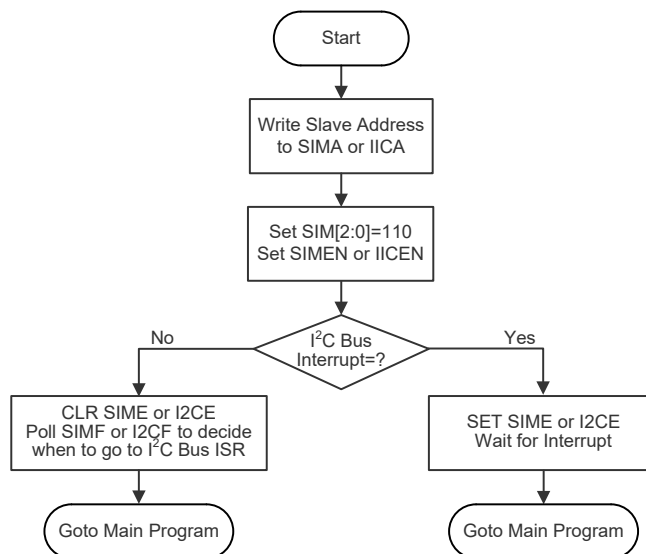 Start
Write Slave Address
to SIMA or IICA
Set SIM[2:0]=110
Set SIMEN or IICEN
No
I²C Bus
Interrupt=?
Yes
CLR SIME or I2CE
Poll SIMF or I2CF to decide
when to go to I²C Bus ISR
SET SIME or I2CE
Wait for Interrupt
Goto Main Program
Goto Main Program